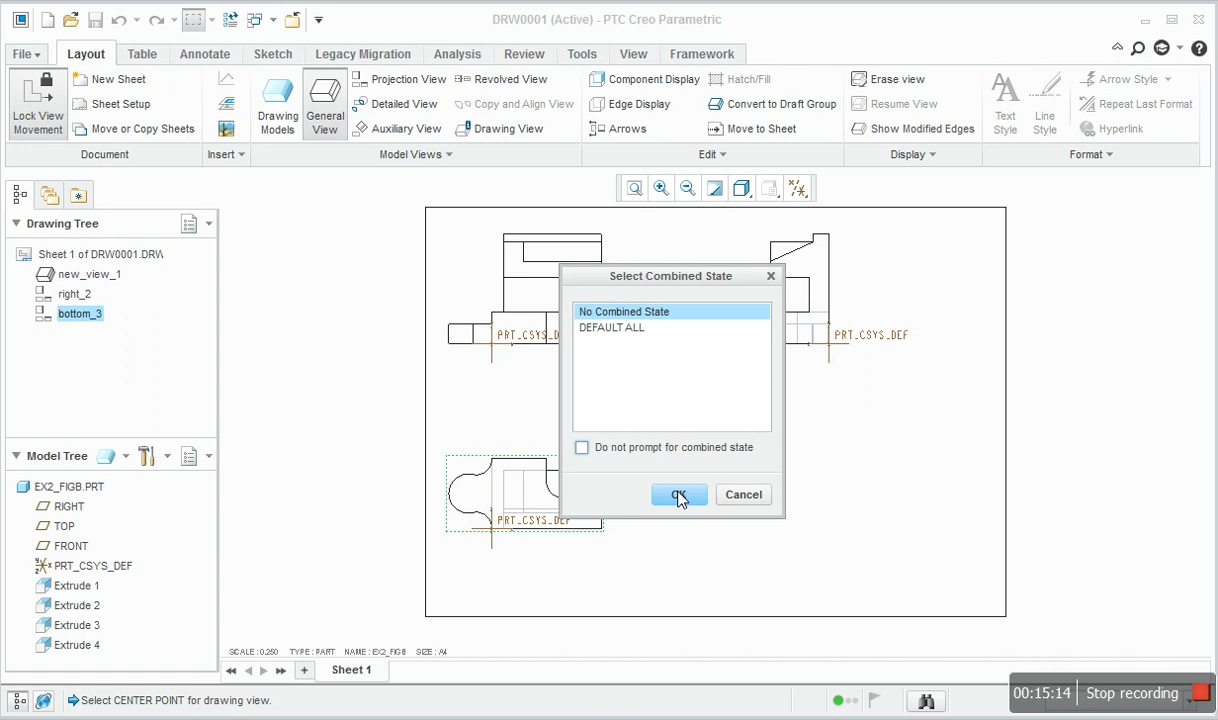 DRW0001 (Active) - PTC Creo Parametric
File Layout Table Annotate Sketch Legacy Migration Analysis Review Tools View Framework
Lock View Movement
New Sheet
Sheet Setup
Move or Copy Sheets
Document
Insert
Drawing Models
General View
Projection View
Detailed View
Auxiliary View
Revolved View
Copy and Align View
Drawing View
Model Views
Component Display
Edge Display
Arrows
Hatch/Fill
Convert to Draft Group
Move to Sheet
Edit
Erase view
Resume View
Show Modified Edges
Display
Text Style
Line Style
Arrow Style
Repeat Last Format
Hyperlink
Format
Drawing Tree
Sheet 1 of DRW0001.DRW
new_view_1
right_2
bottom_3
Model Tree
EX2_FIGB.PRT
RIGHT
TOP
FRONT
PRT_CSYS_DEF
Extrude 1
Extrude 2
Extrude 3
Extrude 4
Select Combined State
No Combined State
DEFAULT ALL
Do not prompt for combined state
OK Cancel
PRT_CSYS_DEF
PRT_CSYS_DEF
SCALE : 0.250 TYPE : PART NAME : EX2_FIGB SIZE : A4
Sheet 1
Select CENTER POINT for drawing view.
00:15:14 Stop recording